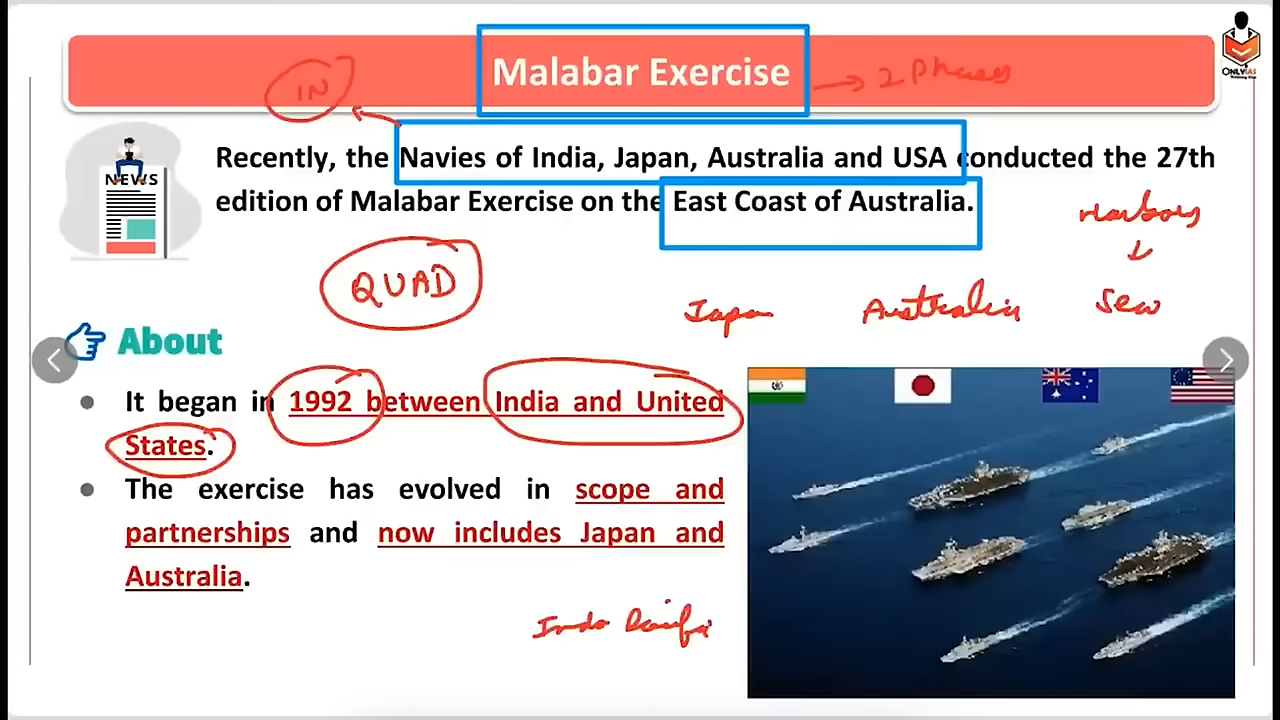 Malabar Exercise
IN
→ 2 Phases
ONLYIAS
NEWS
Recently, the Navies of India, Japan, Australia and USA conducted the 27th
edition of Malabar Exercise on the East Coast of Australia.
Harbour
↓
Sea
QUAD
Japan
Australia
About
It began in 1992 between India and United
States.
The exercise has evolved in scope and
partnerships and now includes Japan and
Australia.
Indo